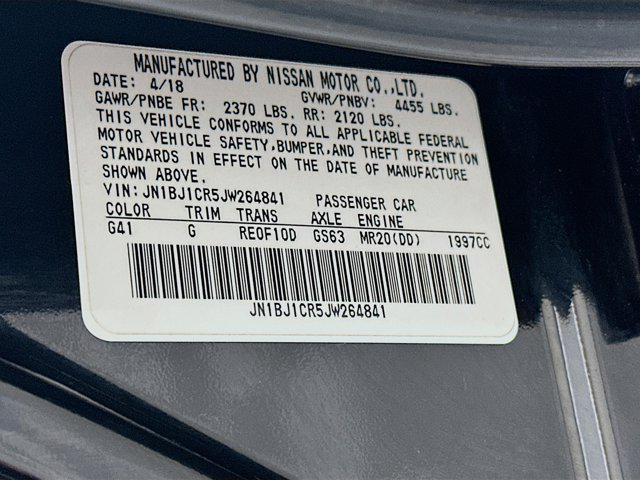 MANUFACTURED BY NISSAN MOTOR CO.,LTD.
DATE: 4/18 GVWR/PNBV: 4455 LBS.
GAWR/PNBE FR: 2370 LBS. RR: 2120 LBS.
THIS VEHICLE CONFORMS TO ALL APPLICABLE FEDERAL
MOTOR VEHICLE SAFETY,BUMPER,AND THEFT PREVENTION
STANDARDS IN EFFECT ON THE DATE OF MANUFACTURE
SHOWN ABOVE.
VIN:JN1BJ1CR5JW264841 PASSENGER CAR
COLOR TRIM TRANS AXLE ENGINE
G41 G RE0F10D GS63 MR20(DD) 1997CC
JN1BJ1CR5JW264841